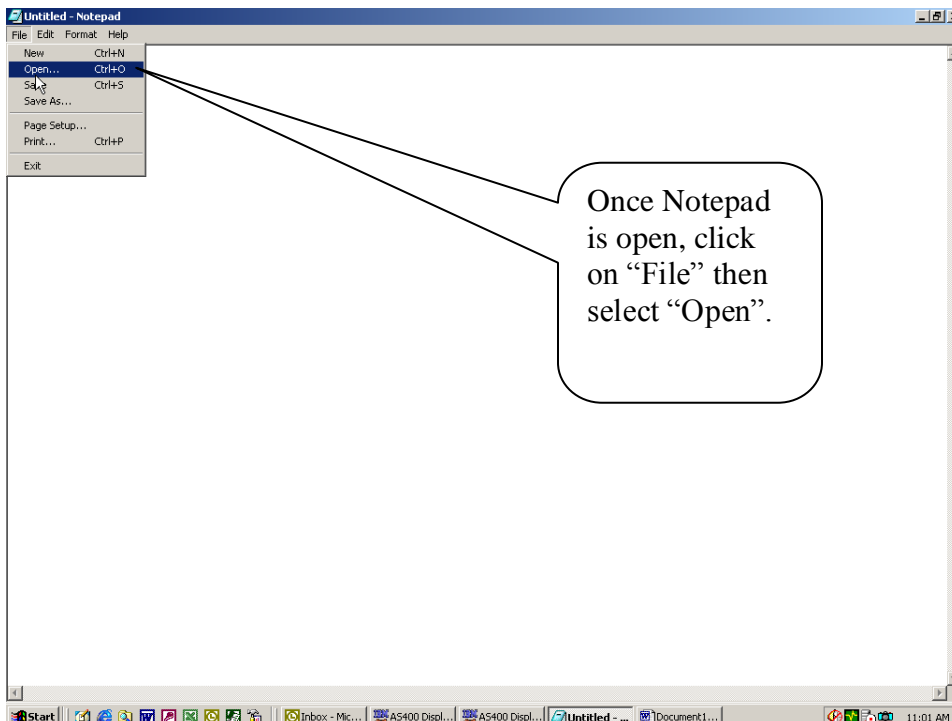 Untitled - Notepad
File Edit Format Help
New Ctrl+N
Open... Ctrl+O
Save Ctrl+S
Save As...
Page Setup...
Print... Ctrl+P
Exit
Once Notepad
is open, click
on “File” then
select “Open”.
Start Inbox - Mic... AS400 Displ... AS400 Displ... Untitled - ... Document1... 11:01 AM